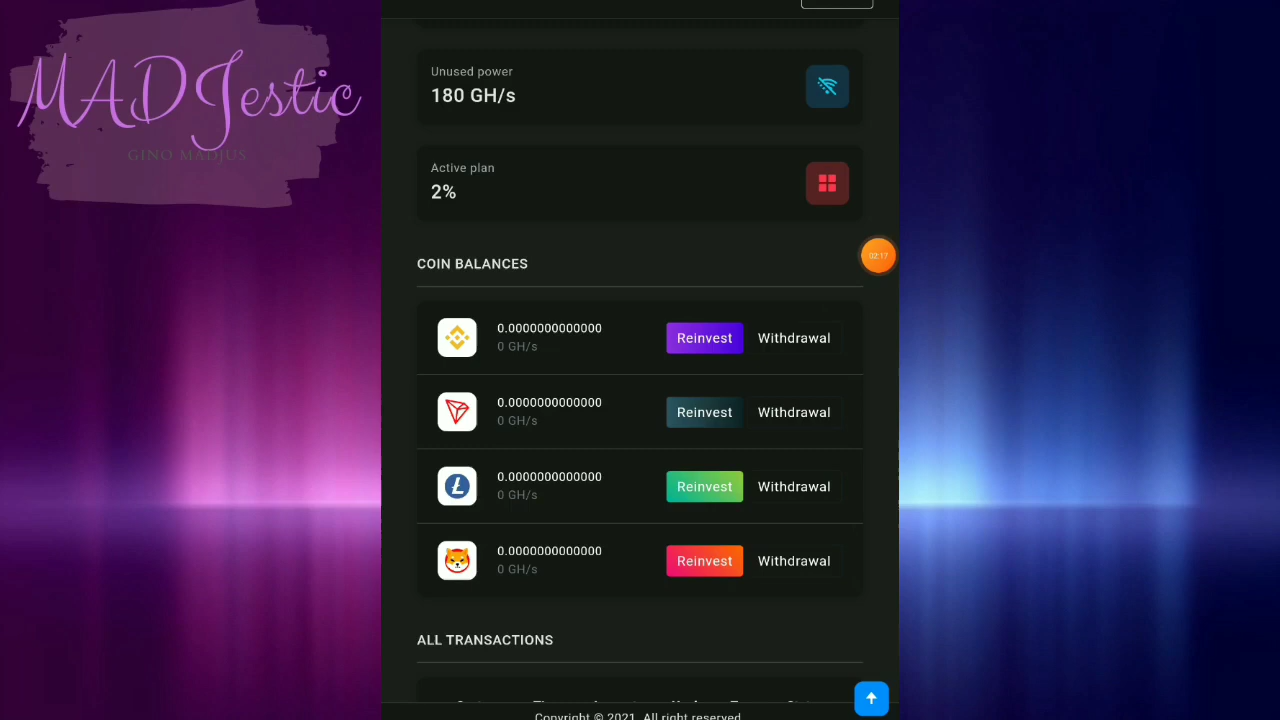 MADJestic
GINO MADJUS
Unused power
180 GH/s
Active plan
2%
02:17
COIN BALANCES
0.0000000000000
0 GH/s
Reinvest
Withdrawal
0.0000000000000
0 GH/s
Reinvest
Withdrawal
0.0000000000000
0 GH/s
Reinvest
Withdrawal
0.0000000000000
0 GH/s
Reinvest
Withdrawal
ALL TRANSACTIONS
Copyright © 2021. All right reserved